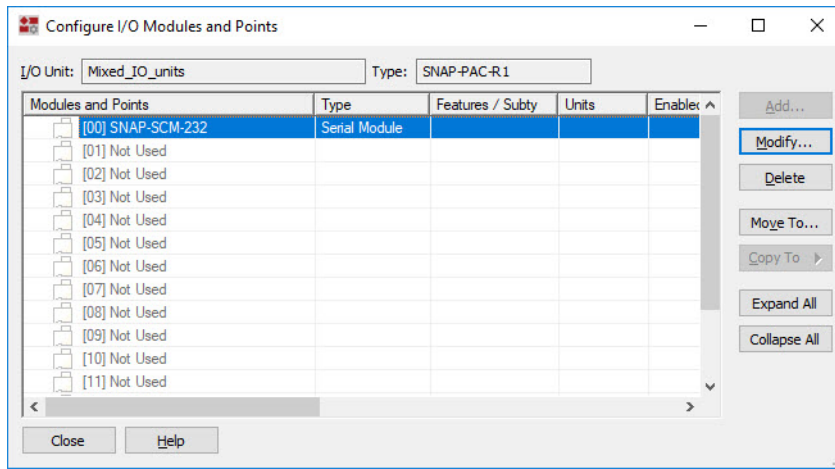 Configure I/O Modules and Points
I/O Unit: Mixed_IO_units Type: SNAP-PAC-R1
Modules and Points Type Features / Subty Units Enabled
[00] SNAP-SCM-232 Serial Module
[01] Not Used
[02] Not Used
[03] Not Used
[04] Not Used
[05] Not Used
[06] Not Used
[07] Not Used
[08] Not Used
[09] Not Used
[10] Not Used
[11] Not Used
Add...
Modify...
Delete
Move To...
Copy To
Expand All
Collapse All
Close Help